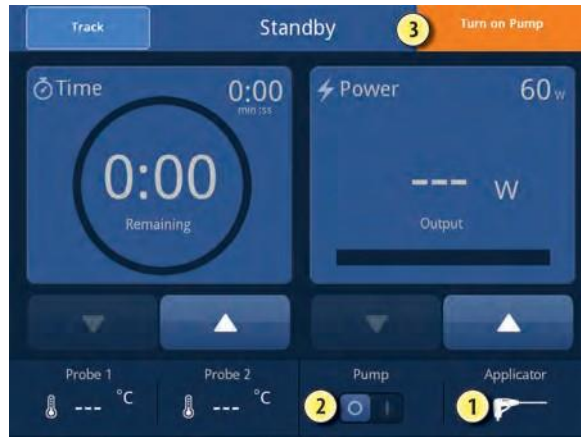 Track
Standby
3
Turn on Pump
Time
0:00
min:ss
0:00
Remaining
Power
60 w
--- W
Output
Probe 1
--- °C
Probe 2
--- °C
Pump
2
O I
Applicator
1